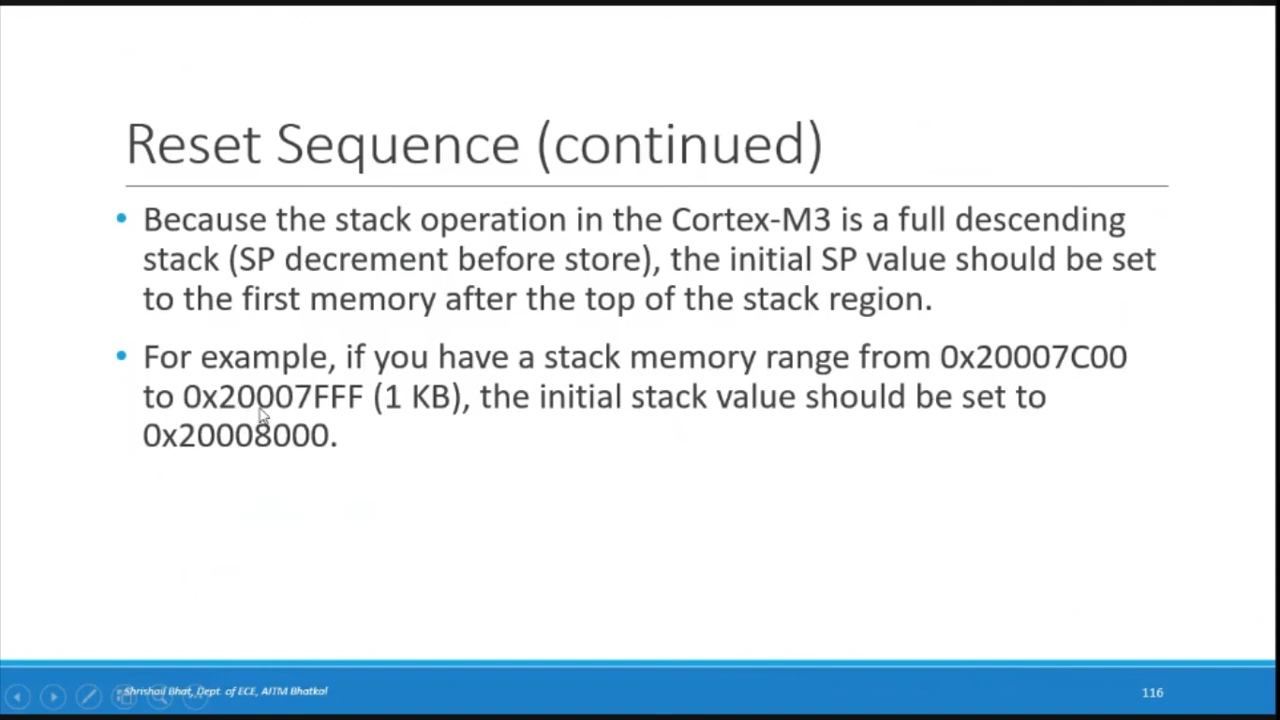 Reset Sequence (continued)
• Because the stack operation in the Cortex-M3 is a full descending
stack (SP decrement before store), the initial SP value should be set
to the first memory after the top of the stack region.
• For example, if you have a stack memory range from 0x20007C00
to 0x20007FFF (1 KB), the initial stack value should be set to
0x20008000.
Shrishail Bhat, Dept. of ECE, AITM Bhatkal
116